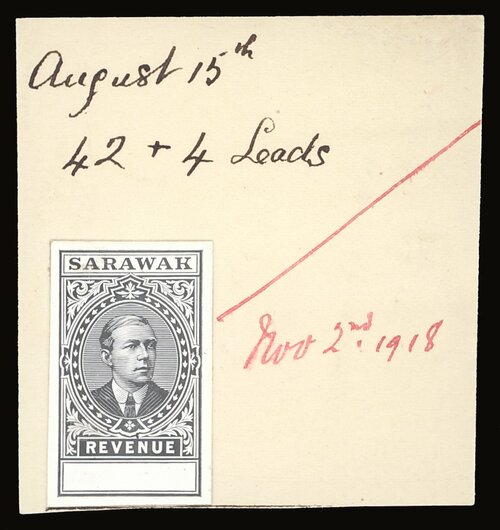 August 15th
42 + 4 Leads
SARAWAK
REVENUE
Nov 2nd. 1918